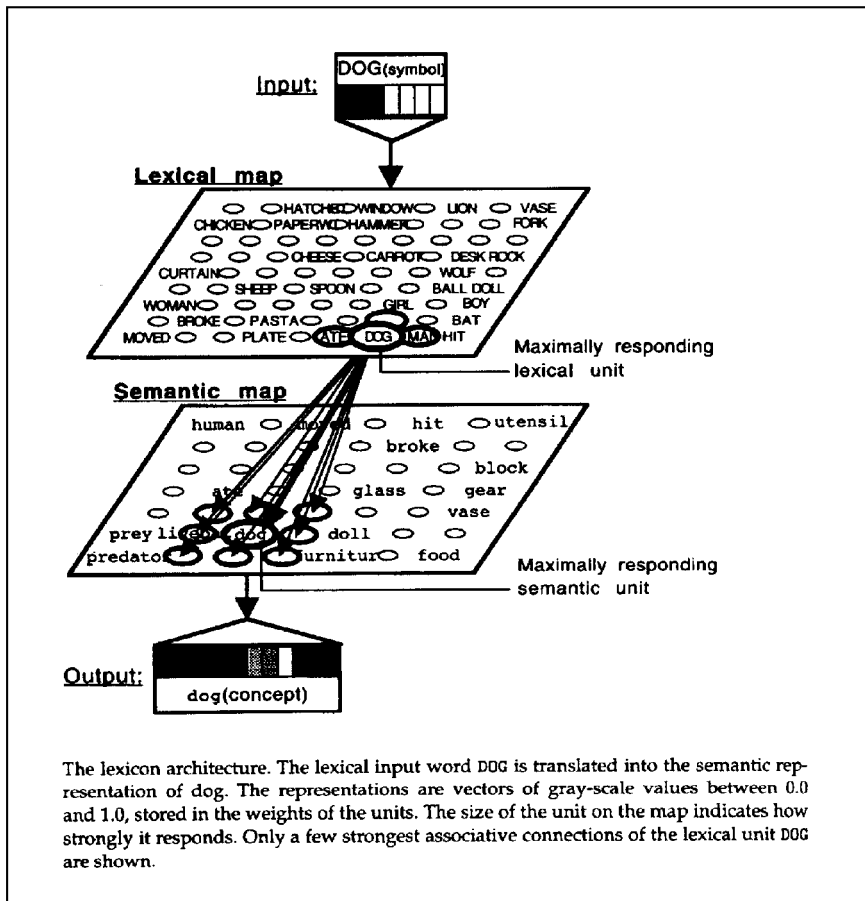 DOG(symbol)
Input:
Lexical map
HATCHED WINDOW LION VASE
CHICKEN PAPERWD HAMMER FORK
CHEESE CARROT DESK ROCK
CURTAIN WOLF
SHEEP SPOON BALL DOLL
WOMAN GIRL BOY
BROKE PASTA BAT
MOVED PLATE ATE DOG MAN HIT
Maximally responding
lexical unit
Semantic map
human moved hit utensil
broke
block
ate glass gear
vase
prey dog doll
predator furnitur food
Maximally responding
semantic unit
Output:
dog(concept)
The lexicon architecture. The lexical input word DOG is translated into the semantic rep-
resentation of dog. The representations are vectors of gray-scale values between 0.0
and 1.0, stored in the weights of the units. The size of the unit on the map indicates how
strongly it responds. Only a few strongest associative connections of the lexical unit DOG
are shown.